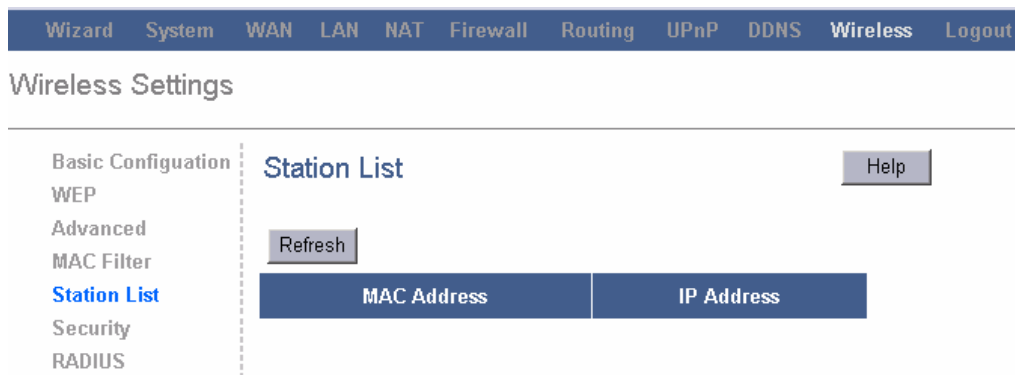 Wizard System WAN LAN NAT Firewall Routing UPnP DDNS Wireless Logout
Wireless Settings
Basic Configuation
WEP
Advanced
MAC Filter
Station List
Security
RADIUS
Station List
Help
Refresh
MAC Address IP Address